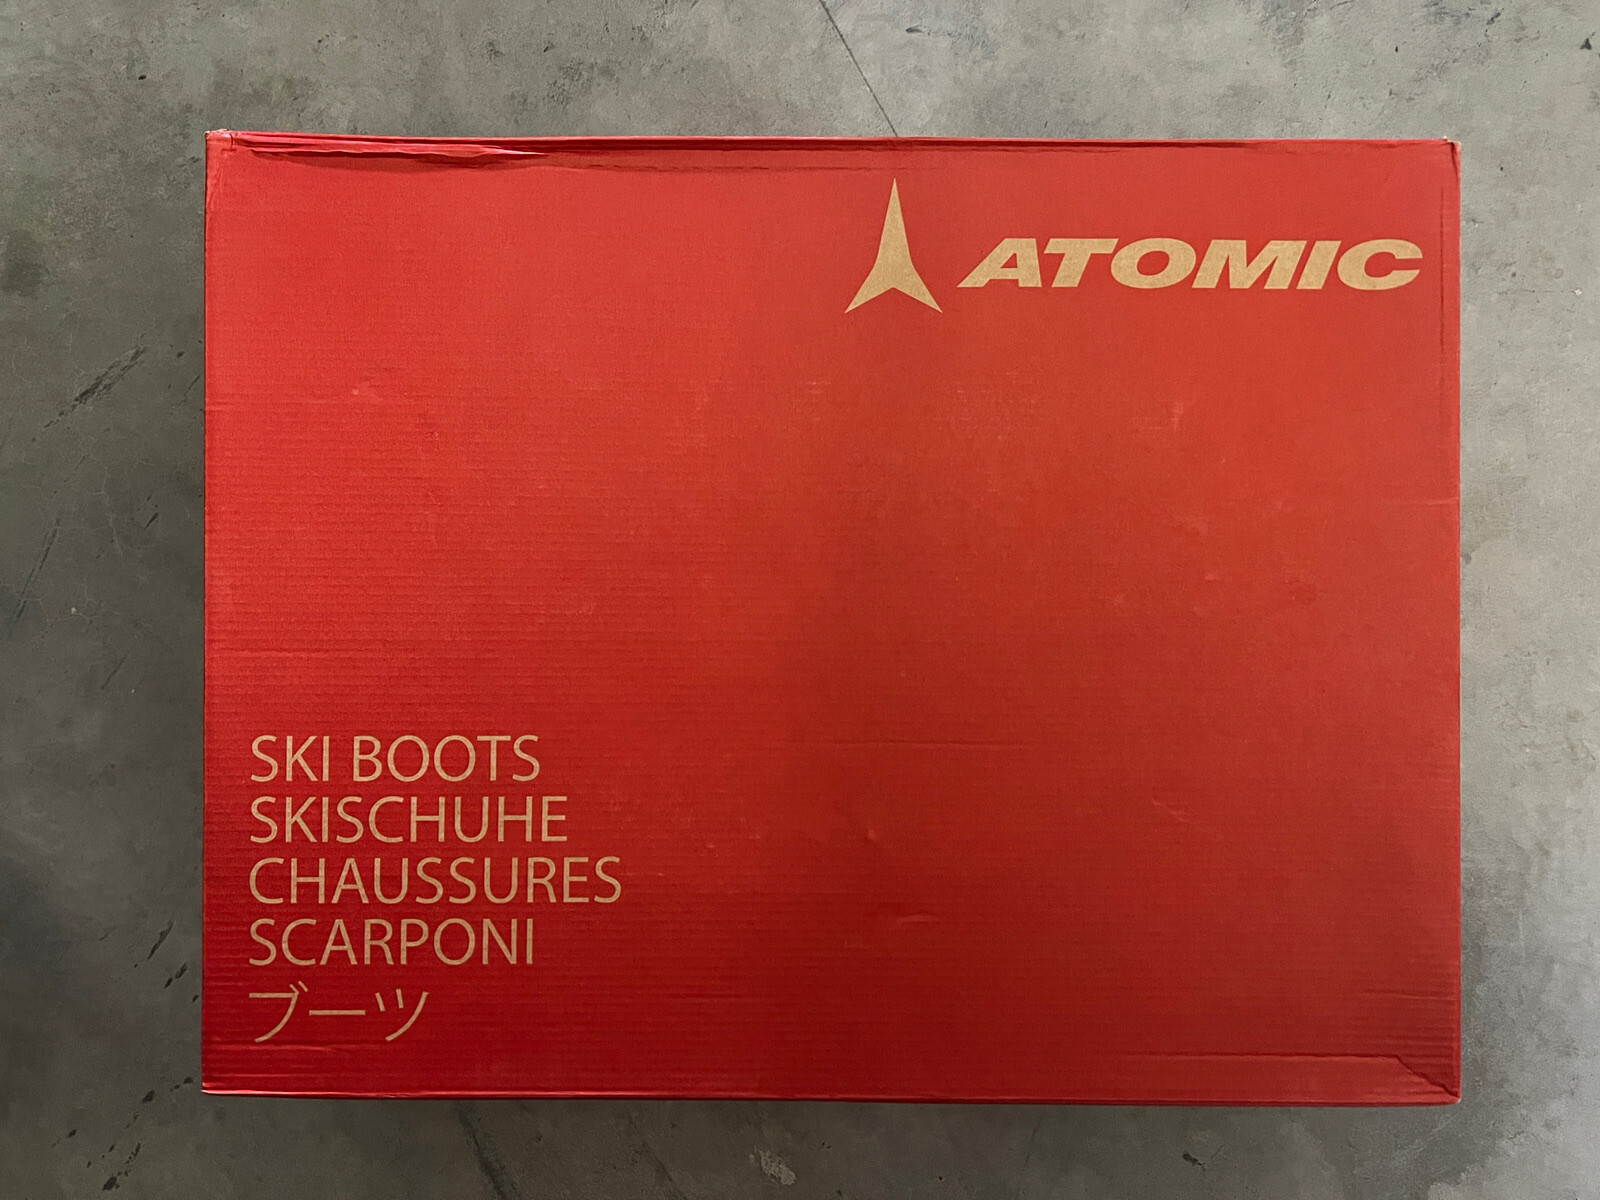 ATOMIC
SKI BOOTS
SKISCHUHE
CHAUSSURES
SCARPONI
ブーツ